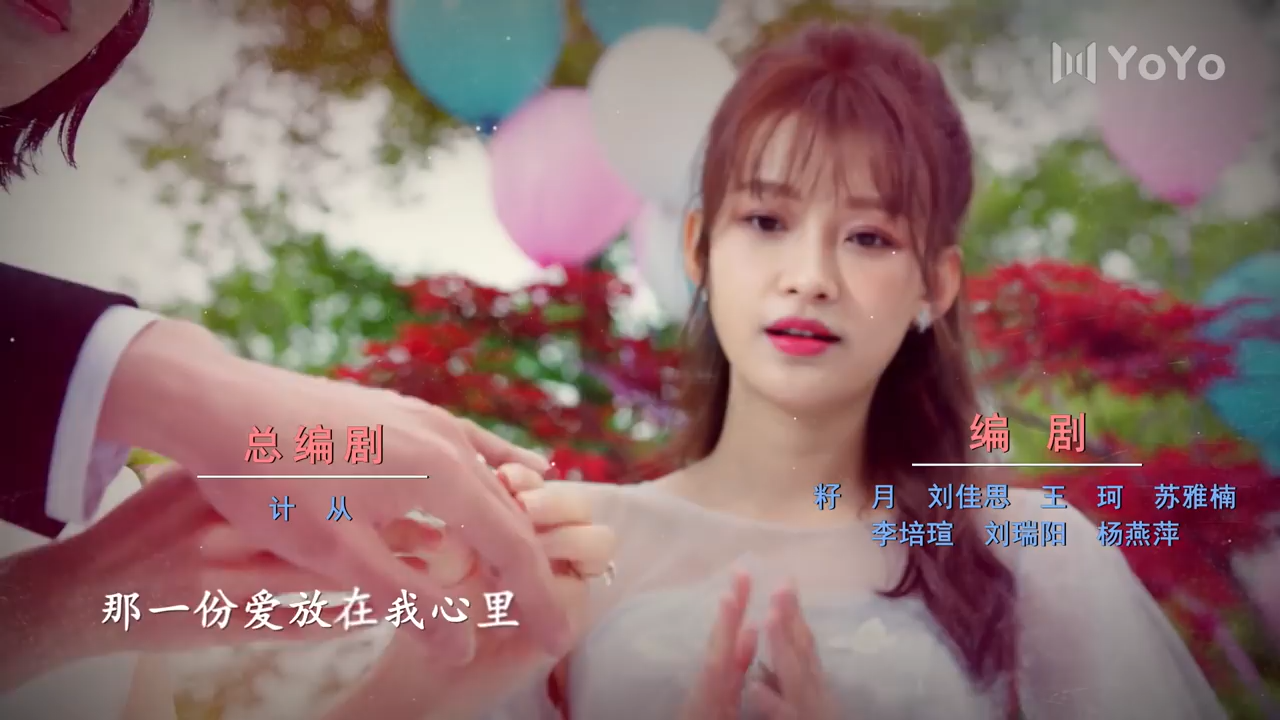 YoYo
总编剧
计 从
编 剧
籽 月 刘佳思 王 珂 苏雅楠
李培瑄 刘瑞阳 杨燕萍
那一份爱放在我心里